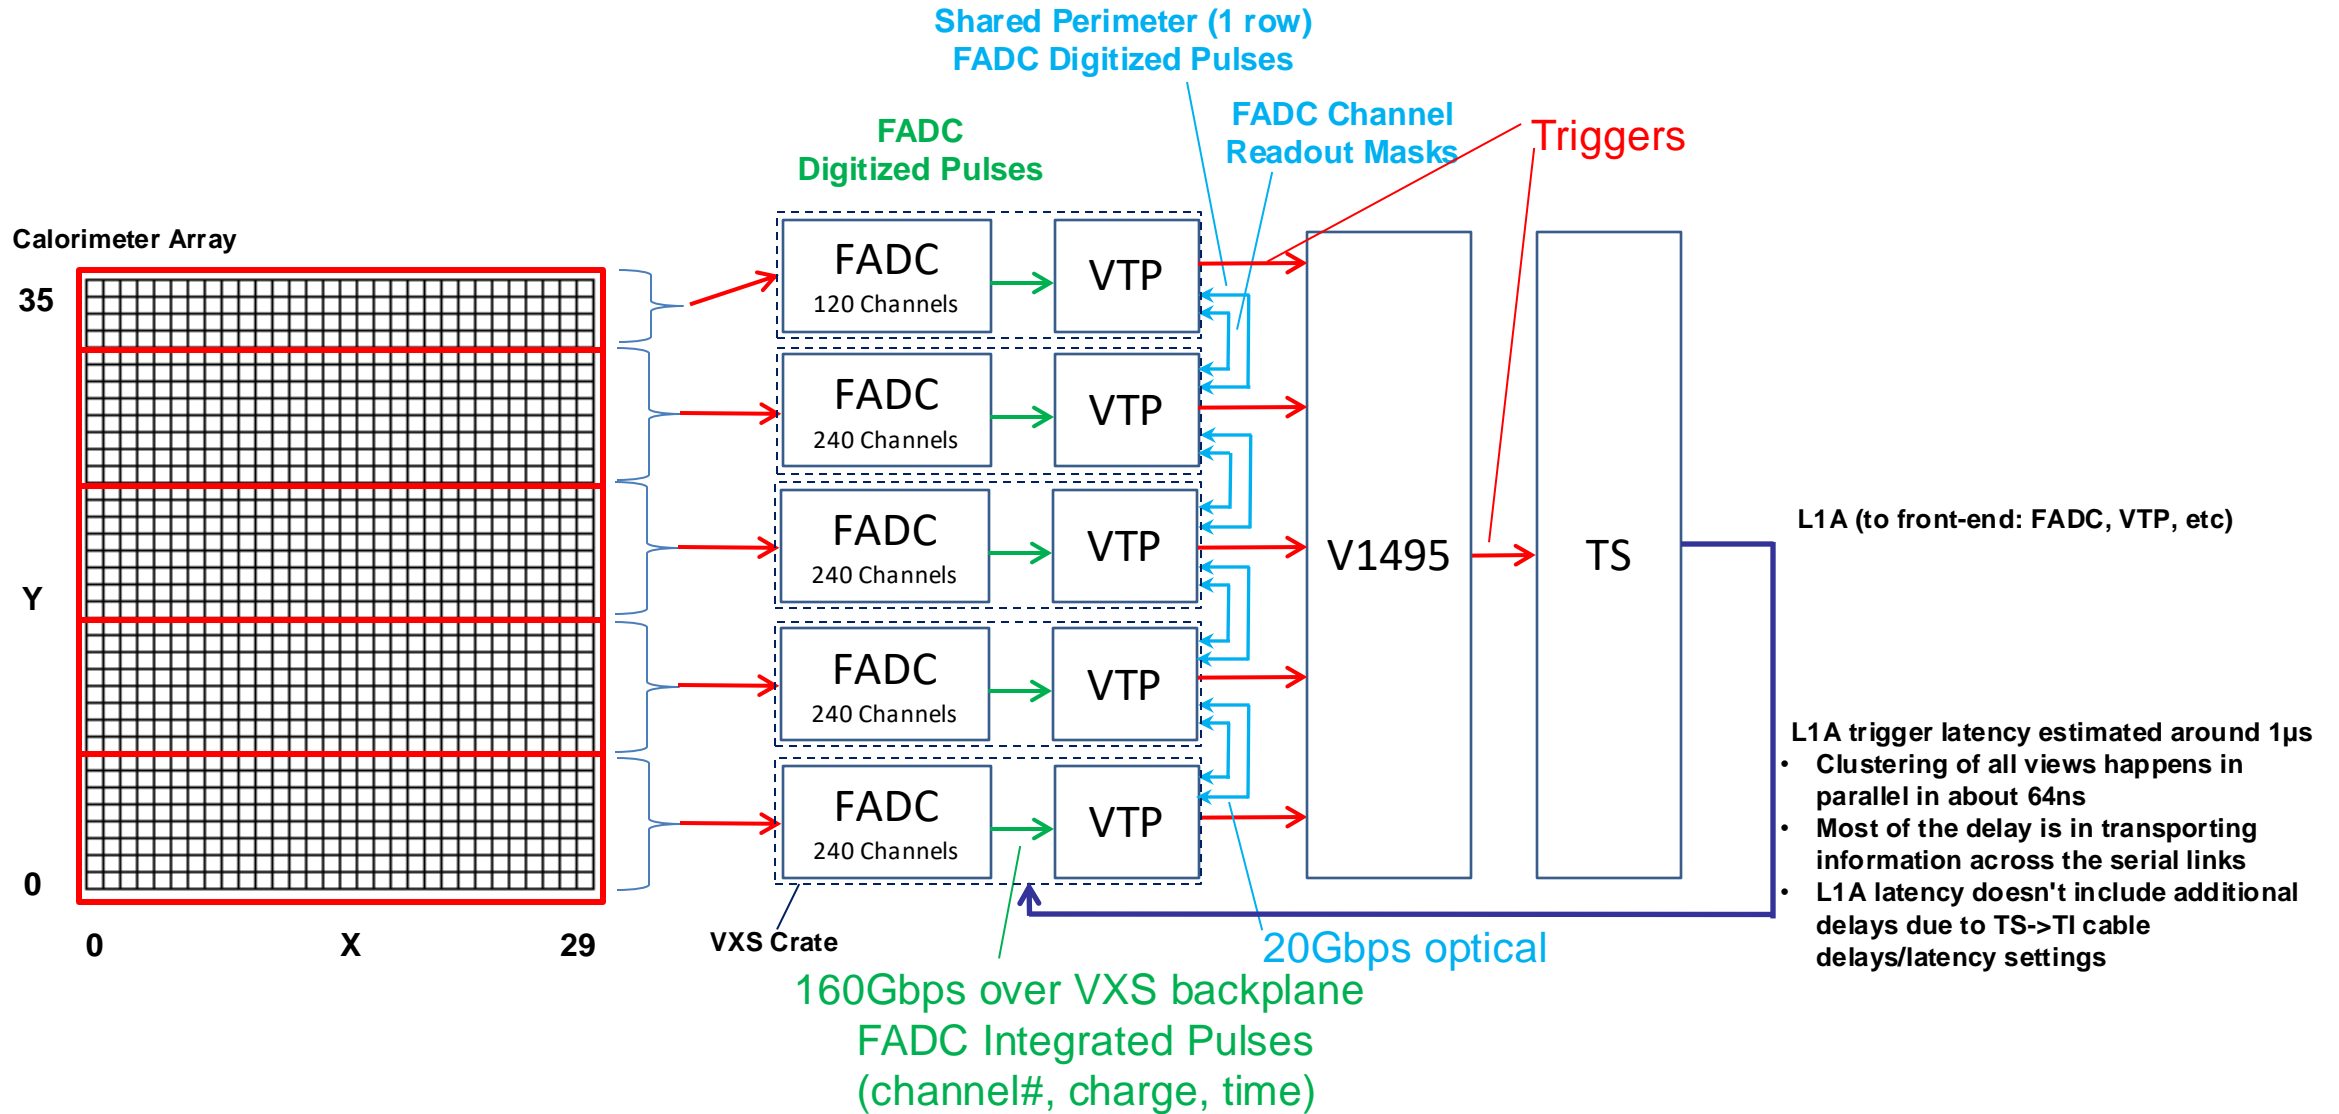 Shared Perimeter (1 row)
FADC Digitized Pulses
FADC Channel
Readout Masks
Triggers
FADC
Digitized Pulses
Calorimeter Array
35
Y
0
0
X
29
FADC
120 Channels
VTP
FADC
240 Channels
VTP
FADC
240 Channels
VTP
FADC
240 Channels
VTP
FADC
240 Channels
VTP
V1495
TS
L1A (to front-end: FADC, VTP, etc)
L1A trigger latency estimated around 1µs
• Clustering of all views happens in
parallel in about 64ns
• Most of the delay is in transporting
information across the serial links
• L1A latency doesn't include additional
delays due to TS->TI cable
delays/latency settings
VXS Crate
20Gbps optical
160Gbps over VXS backplane
FADC Integrated Pulses
(channel#, charge, time)